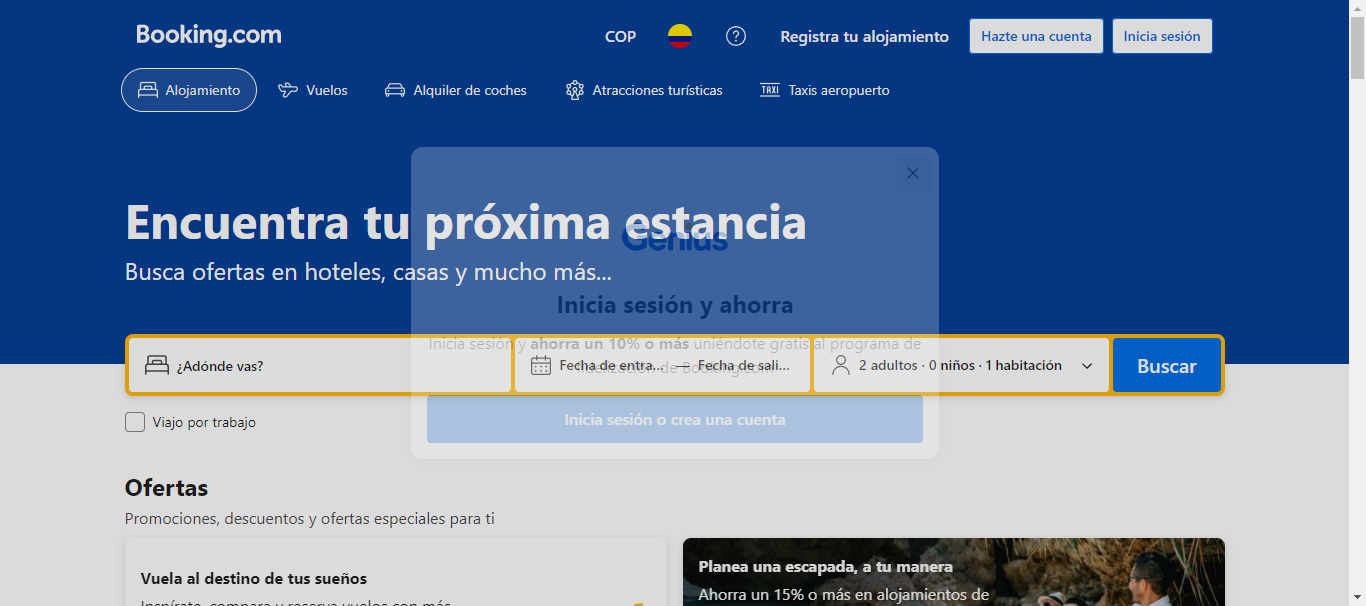 Booking.com
COP
Registra tu alojamiento
Hazte una cuenta
Inicia sesión
Alojamiento
Vuelos
Alquiler de coches
Atracciones turísticas
TAXI
Taxis aeropuerto
Encuentra tu próxima estancia
Genius
Busca ofertas en hoteles, casas y mucho más...
Inicia sesión y ahorra
Inicia sesión y ahorra un 10% o más uniéndote gratis al programa de
fidelización de Booking.com
¿Adónde vas?
Fecha de entra... — Fecha de sali...
2 adultos · 0 niños · 1 habitación
Buscar
Inicia sesión o crea una cuenta
Viajo por trabajo
Ofertas
Promociones, descuentos y ofertas especiales para ti
Vuela al destino de tus sueños
Inspírate, compara y reserva vuelos con más
Planea una escapada, a tu manera
Ahorra un 15% o más en alojamientos de